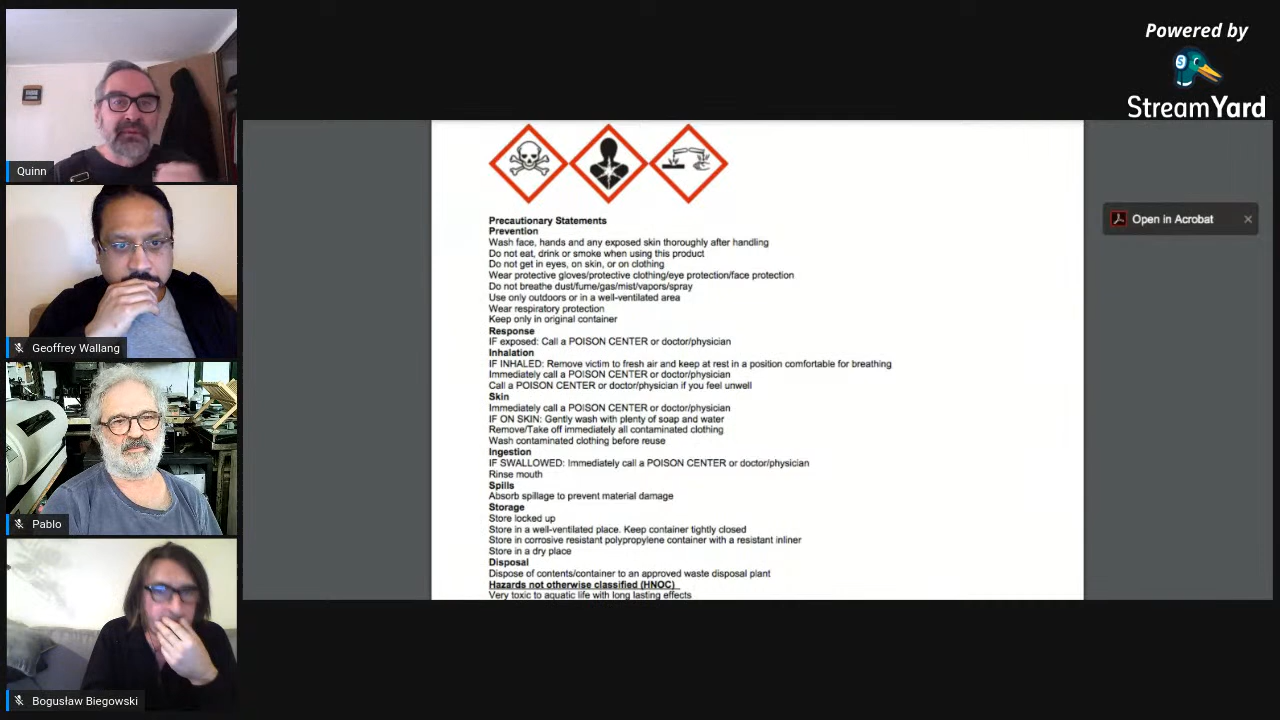 Powered by
StreamYard
Quinn
Geoffrey Wallang
Pablo
Bogusław Biegowski
Open in Acrobat
Precautionary Statements
Prevention
Wash face, hands and any exposed skin thoroughly after handling
Do not eat, drink or smoke when using this product
Do not get in eyes, on skin, or on clothing
Wear protective gloves/protective clothing/eye protection/face protection
Do not breathe dust/fume/gas/mist/vapors/spray
Use only outdoors or in a well-ventilated area
Wear respiratory protection
Keep only in original container
Response
IF exposed: Call a POISON CENTER or doctor/physician
Inhalation
IF INHALED: Remove victim to fresh air and keep at rest in a position comfortable for breathing
Immediately call a POISON CENTER or doctor/physician
Call a POISON CENTER or doctor/physician if you feel unwell
Skin
Immediately call a POISON CENTER or doctor/physician
IF ON SKIN: Gently wash with plenty of soap and water
Remove/Take off immediately all contaminated clothing
Wash contaminated clothing before reuse
Ingestion
IF SWALLOWED: Immediately call a POISON CENTER or doctor/physician
Rinse mouth
Spills
Absorb spillage to prevent material damage
Storage
Store locked up
Store in a well-ventilated place. Keep container tightly closed
Store in corrosive resistant polypropylene container with a resistant inliner
Store in a dry place
Disposal
Dispose of contents/container to an approved waste disposal plant
Hazards not otherwise classified (HNOC)
Very toxic to aquatic life with long lasting effects